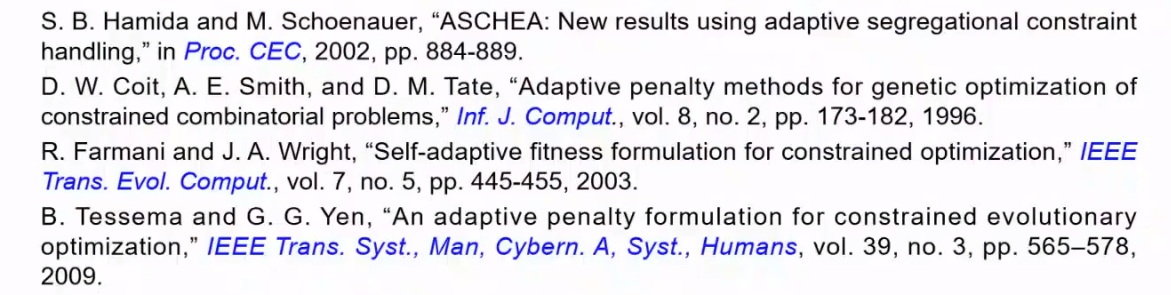 S. B. Hamida and M. Schoenauer, “ASCHEA: New results using adaptive segregational constraint
handling,” in Proc. CEC, 2002, pp. 884-889.
D. W. Coit, A. E. Smith, and D. M. Tate, “Adaptive penalty methods for genetic optimization of
constrained combinatorial problems,” Inf. J. Comput., vol. 8, no. 2, pp. 173-182, 1996.
R. Farmani and J. A. Wright, “Self-adaptive fitness formulation for constrained optimization,” IEEE
Trans. Evol. Comput., vol. 7, no. 5, pp. 445-455, 2003.
B. Tessema and G. G. Yen, “An adaptive penalty formulation for constrained evolutionary
optimization,” IEEE Trans. Syst., Man, Cybern. A, Syst., Humans, vol. 39, no. 3, pp. 565–578,
2009.